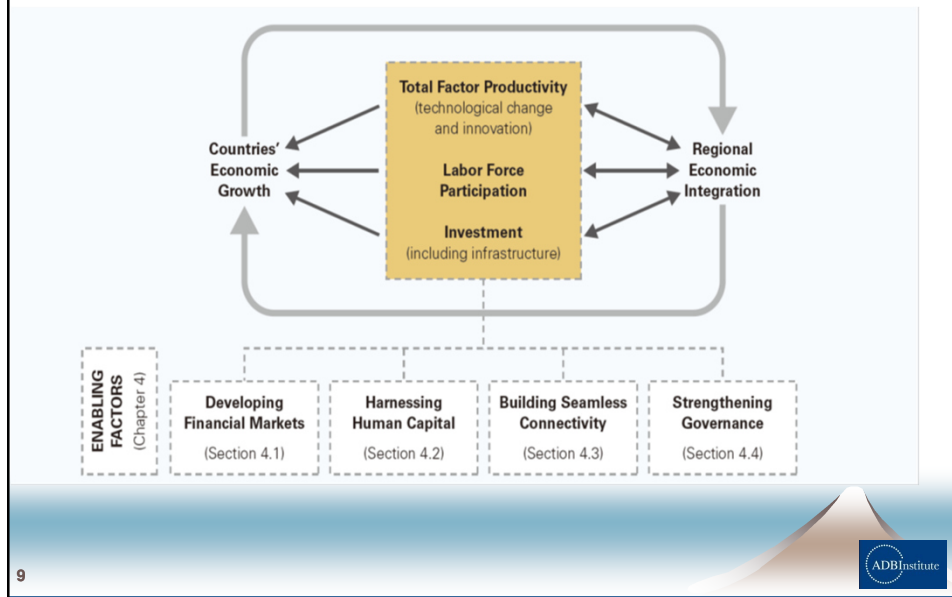 Total Factor Productivity
(technological change
and innovation)
Countries'
Economic
Growth
Labor Force
Participation
Regional
Economic
Integration
Investment
(including infrastructure)
ENABLING
FACTORS
(Chapter 4)
Developing
Financial Markets
(Section 4.1)
Harnessing
Human Capital
(Section 4.2)
Building Seamless
Connectivity
(Section 4.3)
Strengthening
Governance
(Section 4.4)
9
ADBInstitute